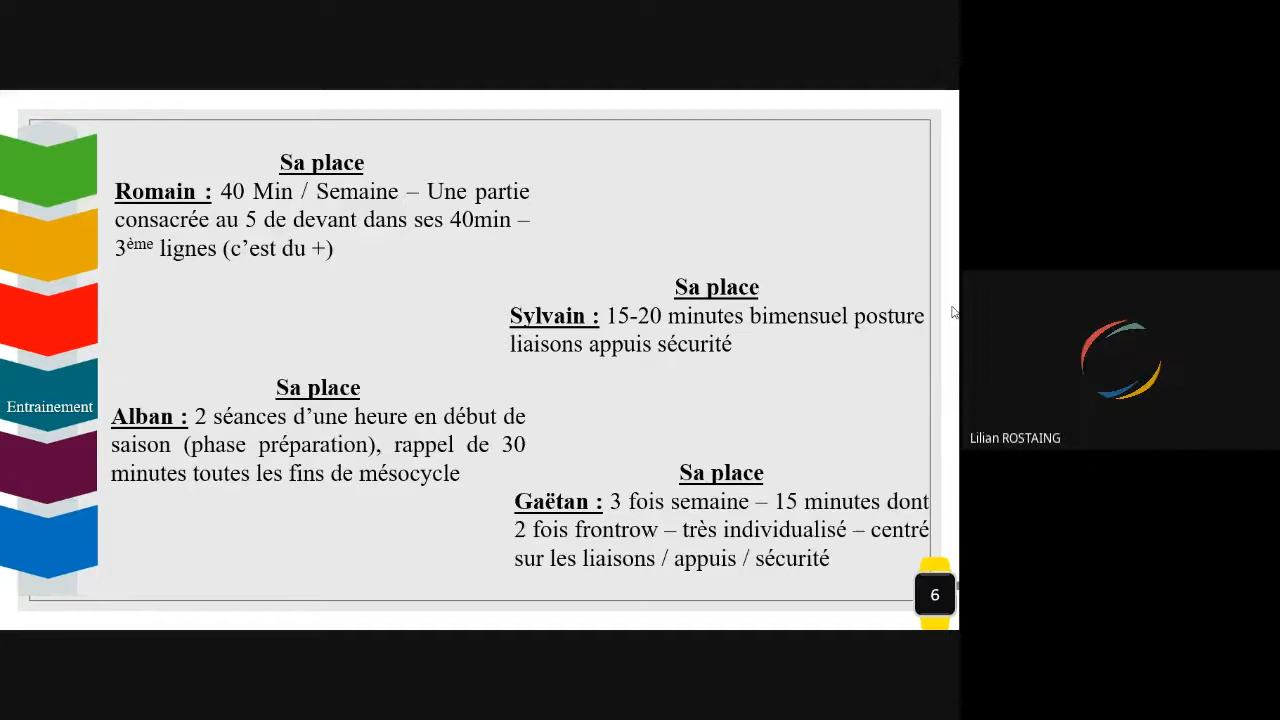 Sa place
Romain : 40 Min / Semaine – Une partie
consacrée au 5 de devant dans ses 40min –
3ème lignes (c’est du +)
Sa place
Sylvain : 15-20 minutes bimensuel posture
liaisons appuis sécurité
Entrainement
Sa place
Alban : 2 séances d’une heure en début de
saison (phase préparation), rappel de 30
minutes toutes les fins de mésocycle
Sa place
Gaëtan : 3 fois semaine – 15 minutes dont
2 fois frontrow – très individualisé – centré
sur les liaisons / appuis / sécurité
6
Lilian ROSTAING